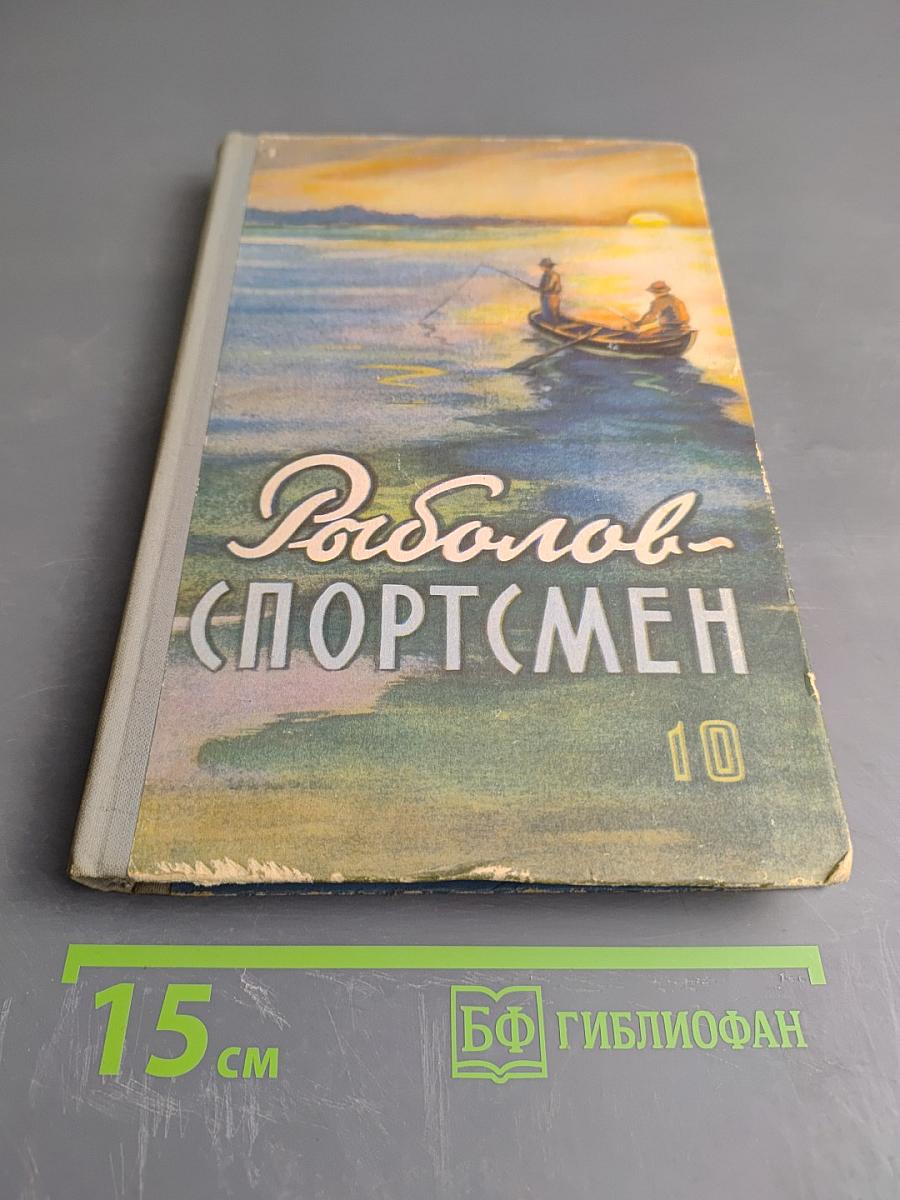 Рыболов-
СПОРТСМЕН
10
15 см
БФ ГИБЛИОФАН